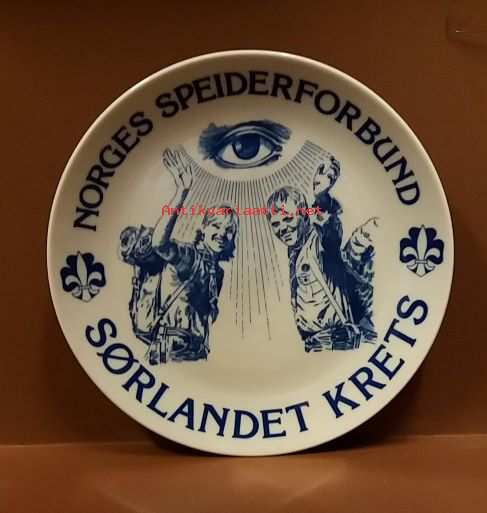 NORGES SPEIDERFORBUND
Antikvariaatti.net
SØRLANDET KRETS